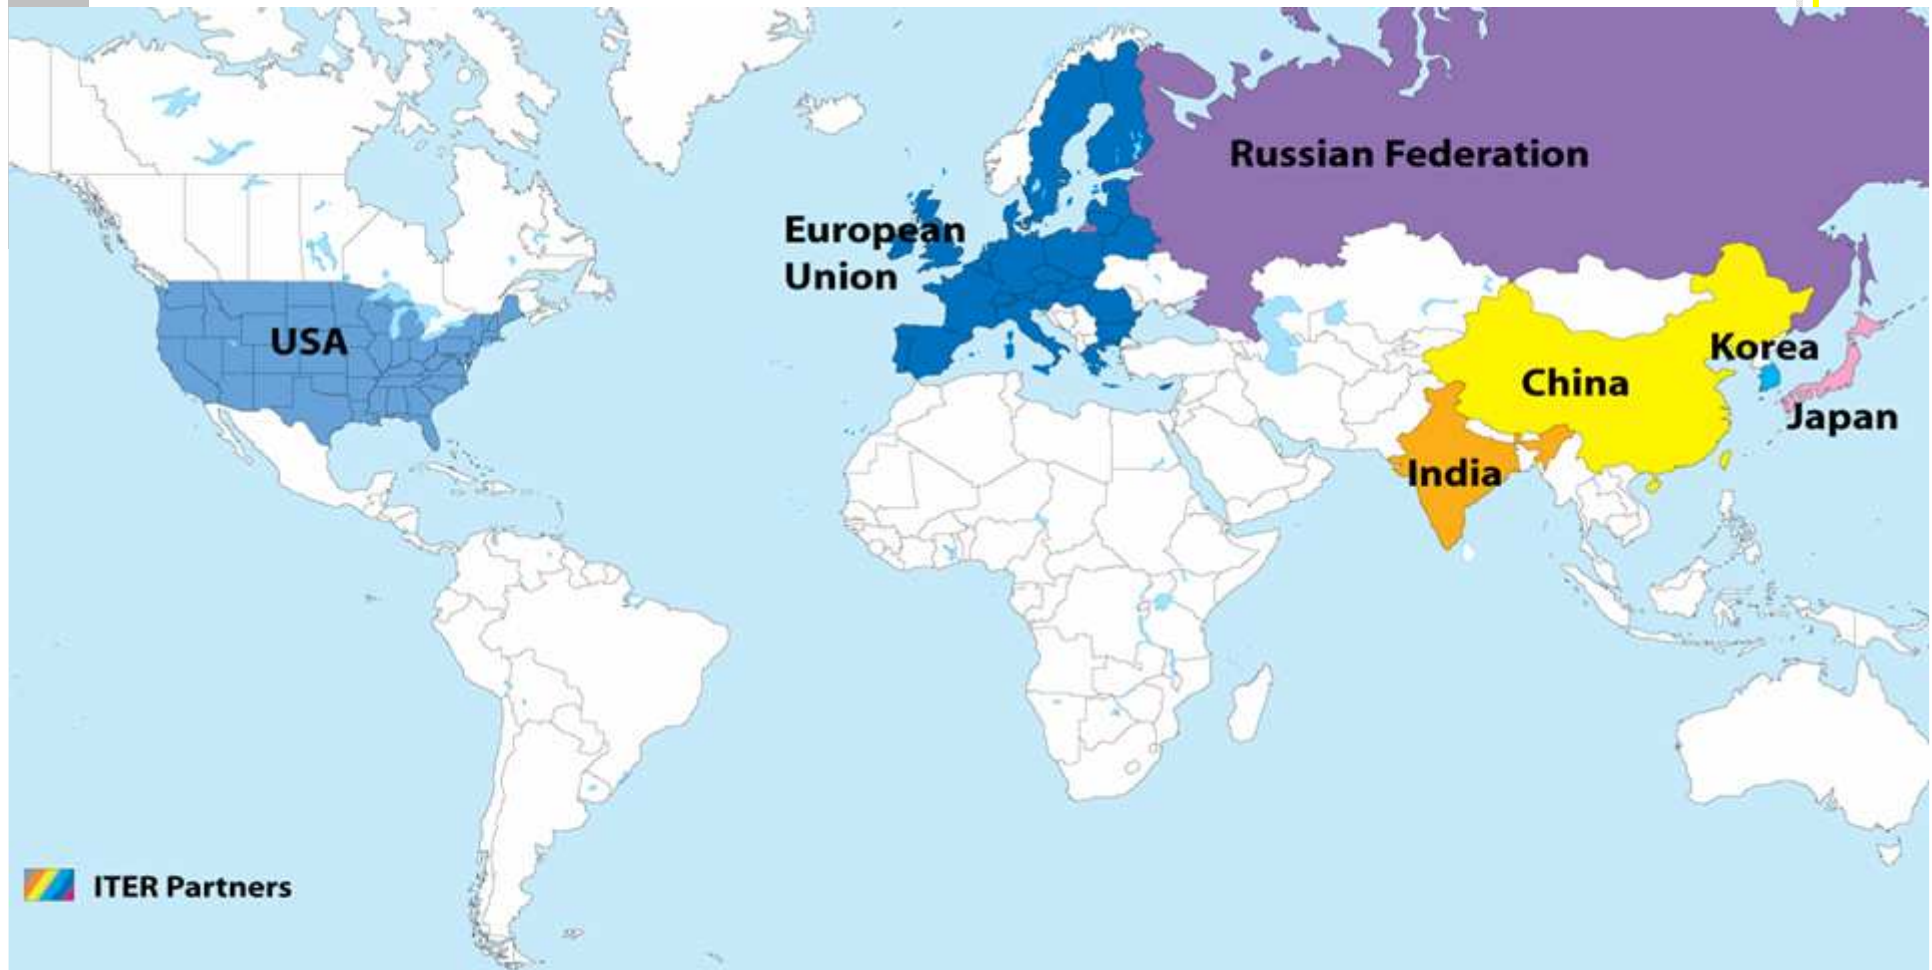 Russian Federation
European
Union
USA
Korea
China
Japan
India
ITER Partners